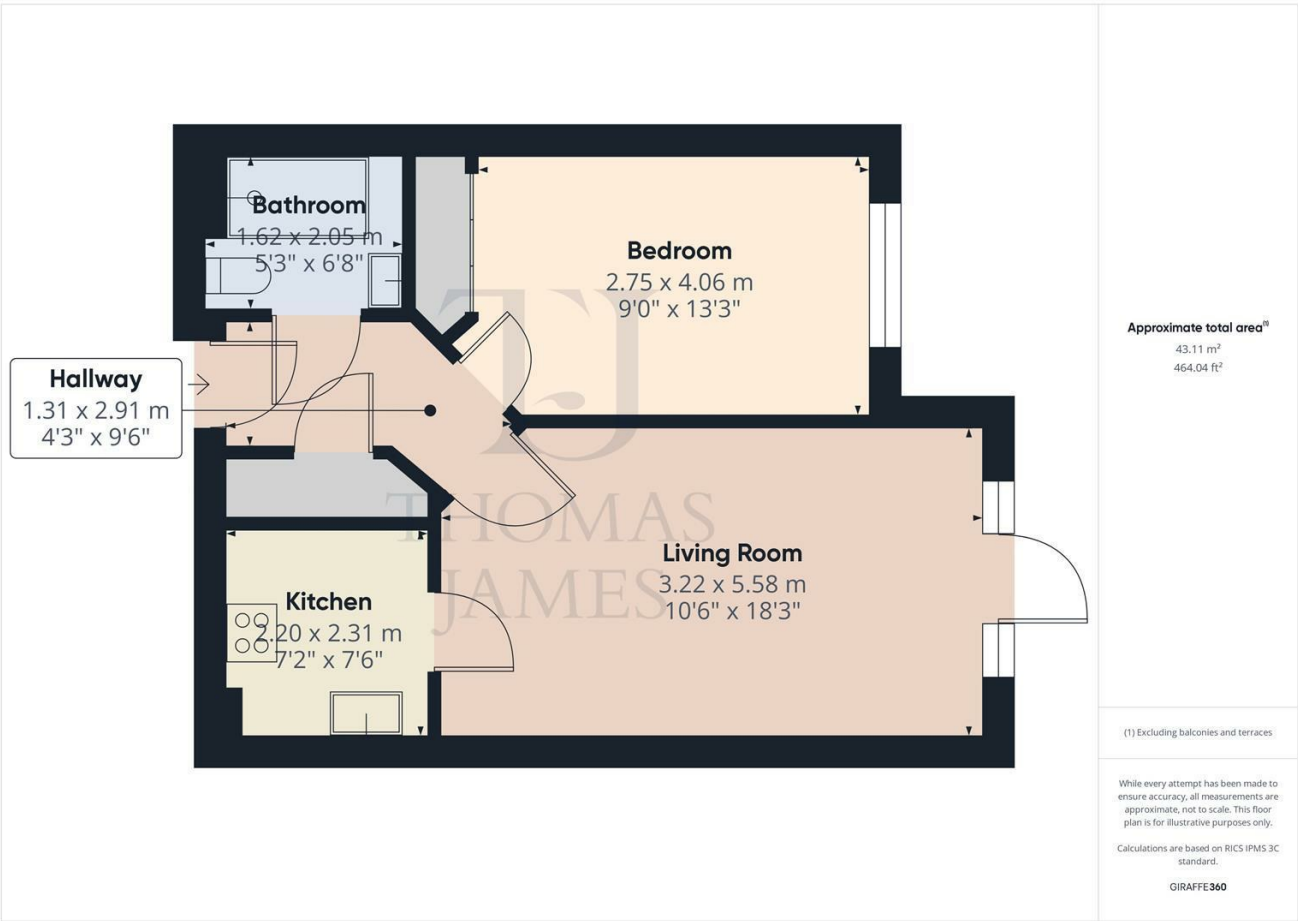 Bathroom
1.62 x 2.05 m
5'3" x 6'8"
Bedroom
2.75 x 4.06 m
9'0" x 13'3"
Hallway
1.31 x 2.91 m
4'3" x 9'6"
TJ
THOMAS
JAMES
Living Room
3.22 x 5.58 m
10'6" x 18'3"
Kitchen
2.20 x 2.31 m
7'2" x 7'6"
Approximate total area(1)
43.11 m²
464.04 ft²
(1) Excluding balconies and terraces
While every attempt has been made to
ensure accuracy, all measurements are
approximate, not to scale. This floor
plan is for illustrative purposes only.
Calculations are based on RICS IPMS 3C
standard.
GIRAFFE360